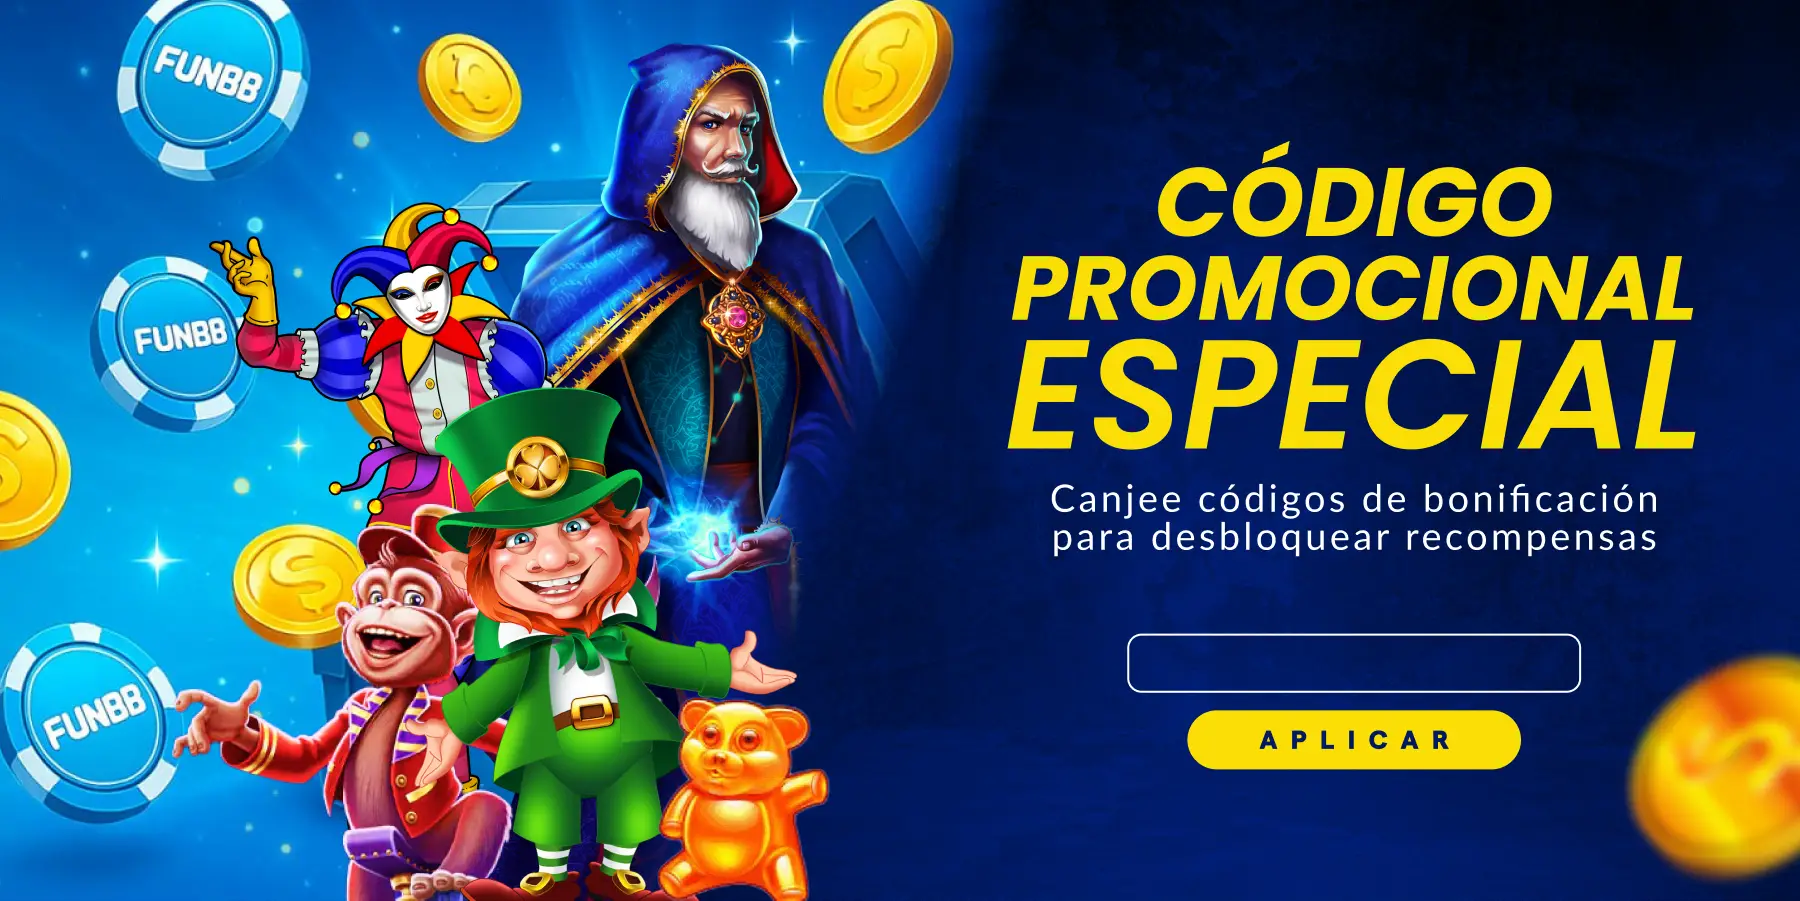 FUNBB
FUNBB
FUNBB
CÓDIGO
PROMOCIONAL
ESPECIAL
Canjee códigos de bonificación
para desbloquear recompensas
APLICAR